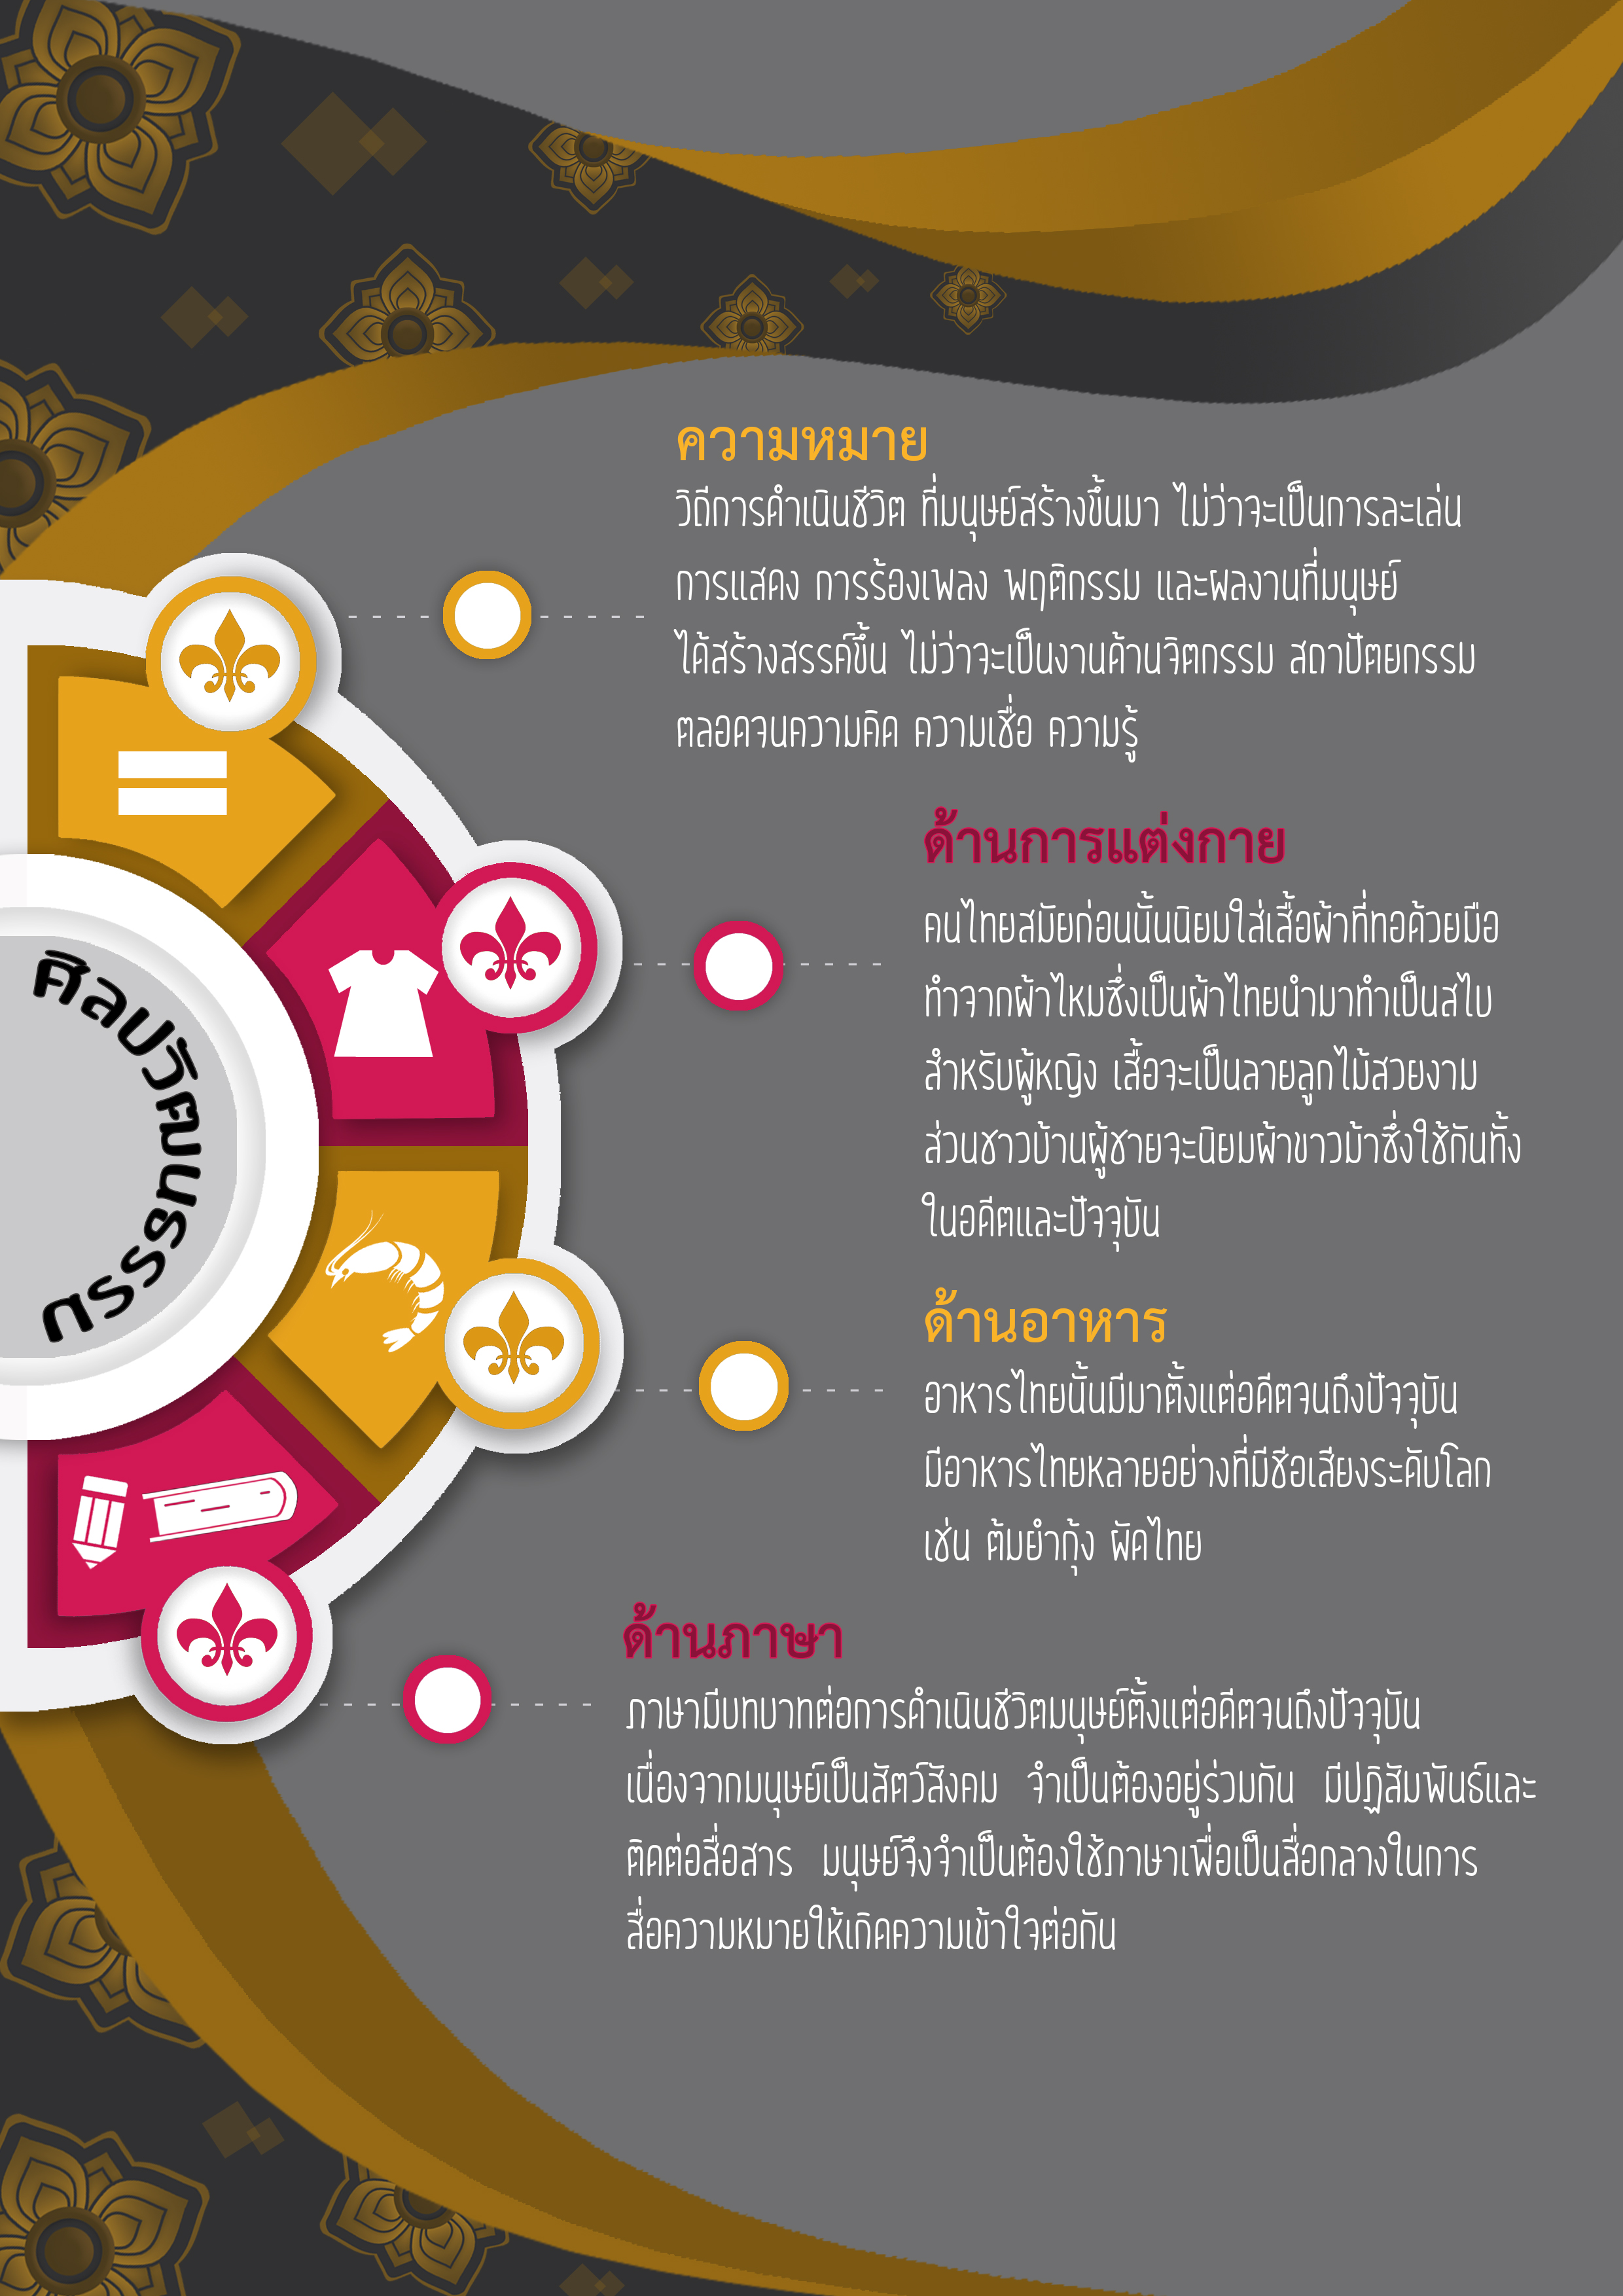 ศิลปวัฒนธรรม
ความหมาย
วิถีการดำเนินชีวิต ที่มนุษย์สร้างขึ้นมา ไม่ว่าจะเป็นการละเล่น
การแสดง การร้องเพลง พฤติกรรม และผลงานที่มนุษย์
ได้สร้างสรรค์ขึ้น ไม่ว่าจะเป็นงานด้านจิตกรรม สถาปัตยกรรม
ตลอดจนความคิด ความเชื่อ ความรู้
ด้านการแต่งกาย
คนไทยสมัยก่อนนั้นนิยมใส่เสื้อผ้าที่ทอด้วยมือ
ทำจากผ้าไหมซึ่งเป็นผ้าไทยนำมาทำเป็นสไบ
สำหรับผู้หญิง เสื้อจะเป็นลายลูกไม้สวยงาม
ส่วนชาวบ้านผู้ชายจะนิยมผ้าขาวม้าซึ่งใช้กันทั้ง
ในอดีตและปัจจุบัน
ด้านอาหาร
อาหารไทยนั้นมีมาตั้งแต่อดีตจนถึงปัจจุบัน
มีอาหารไทยหลายอย่างที่มีชือเสียงระดับโลก
เช่น ต้มยำกุ้ง ผัดไทย
ด้านภาษา
ภาษามีบทบาทต่อการดำเนินชีวิตมนุษย์ตั้งแต่อดีตจนถึงปัจจุบัน
เนื่องจากมนุษย์เป็นสัตว์สังคม จำเป็นต้องอยู่ร่วมกัน มีปฏิสัมพันธ์และ
ติดต่อสื่อสาร มนุษย์จึงจำเป็นต้องใช้ภาษาเพื่อเป็นสื่อกลางในการ
สื่อความหมายให้เกิดความเข้าใจต่อกัน